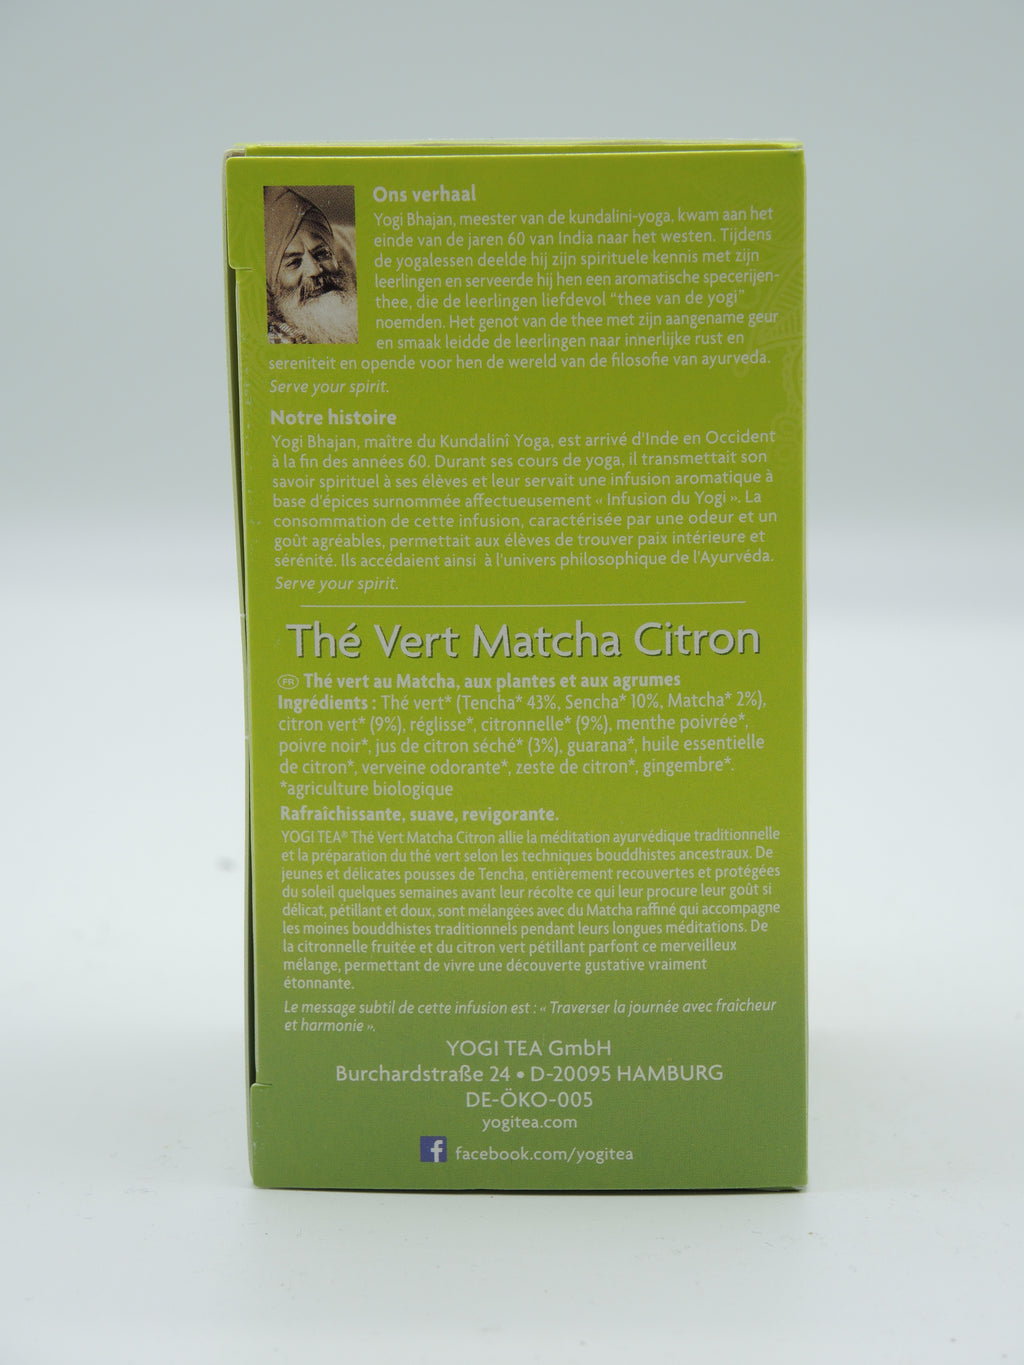 Ons verhaal
Yogi Bhajan, meester van de kundalini-yoga, kwam aan het
einde van de jaren 60 van India naar het westen. Tijdens
de yogalessen deelde hij zijn spirituele kennis met zijn
leerlingen en serveerde hij hen een aromatische specerijen-
thee, die de leerlingen liefdevol "thee van de yogi"
noemden. Het genot van de thee met zijn aangename geur
en smaak leidde de leerlingen naar innerlijke rust en
sereniteit en opende voor hen de wereld van de filosofie van ayurveda.
Serve your spirit.
Notre histoire
Yogi Bhajan, maître du Kundalinî Yoga, est arrivé d'Inde en Occident
à la fin des années 60. Durant ses cours de yoga, il transmettait son
savoir spirituel à ses élèves et leur servait une infusion aromatique à
base d'épices surnommée affectueusement « Infusion du Yogi ». La
consommation de cette infusion, caractérisée par une odeur et un
goût agréables, permettait aux élèves de trouver paix intérieure et
sérénité. Ils accédaient ainsi à l'univers philosophique de l'Ayurvéda.
Serve your spirit.
Thé Vert Matcha Citron
FR Thé vert au Matcha, aux plantes et aux agrumes
Ingrédients : Thé vert* (Tencha* 43%, Sencha* 10%, Matcha* 2%),
citron vert* (9%), réglisse*, citronnelle* (9%), menthe poivrée*,
poivre noir*, jus de citron séché* (3%), guarana*, huile essentielle
de citron*, verveine odorante*, zeste de citron*, gingembre*.
*agriculture biologique
Rafraîchissante, suave, revigorante.
YOGI TEA® Thé Vert Matcha Citron allie la méditation ayurvédique traditionnelle
et la préparation du thé vert selon les techniques bouddhistes ancestraux. De
jeunes et délicates pousses de Tencha, entièrement recouvertes et protégées
du soleil quelques semaines avant leur récolte ce qui leur procure leur goût si
délicat, pétillant et doux, sont mélangées avec du Matcha raffiné qui accompagne
les moines bouddhistes traditionnels pendant leurs longues méditations. De
la citronnelle fruitée et du citron vert pétillant parfont ce merveilleux
mélange, permettant de vivre une découverte gustative vraiment
étonnante.
Le message subtil de cette infusion est : « Traverser la journée avec fraîcheur
et harmonie ».
YOGI TEA GmbH
Burchardstraße 24 • D-20095 HAMBURG
DE-ÖKO-005
yogitea.com
f facebook.com/yogitea